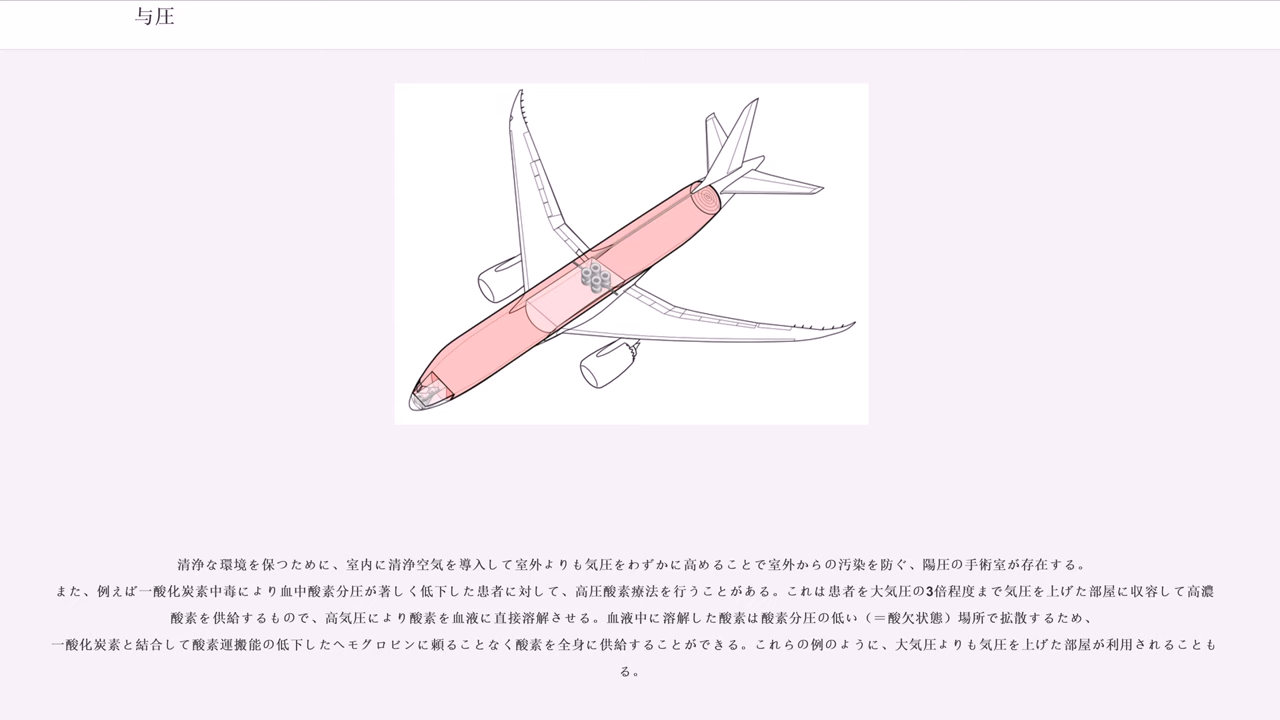 与圧
清浄な環境を保つために、室内に清浄空気を導入して室外よりも気圧をわずかに高めることで室外からの汚染を防ぐ、陽圧の手術室が存在する。
また、例えば一酸化炭素中毒により血中酸素分圧が著しく低下した患者に対して、高圧酸素療法を行うことがある。これは患者を大気圧の3倍程度まで気圧を上げた部屋に収容して高濃
酸素を供給するもので、高気圧により酸素を血液に直接溶解させる。血液中に溶解した酸素は酸素分圧の低い（＝酸欠状態）場所で拡散するため、
一酸化炭素と結合して酸素運搬能の低下したヘモグロビンに頼ることなく酸素を全身に供給することができる。これらの例のように、大気圧よりも気圧を上げた部屋が利用されることも
る。